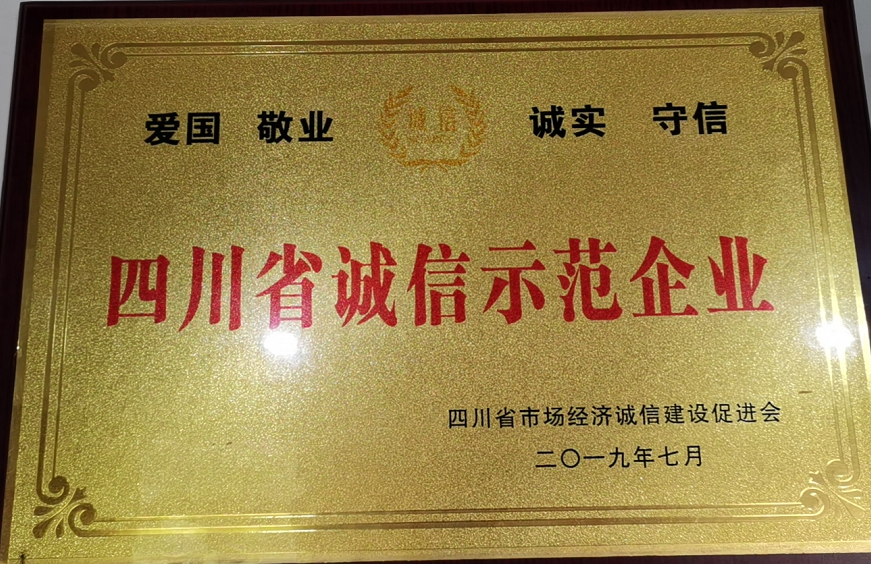 爱国 敬业 诚信 诚实 守信
四川省诚信示范企业
四川省市场经济诚信建设促进会
二〇一九年七月